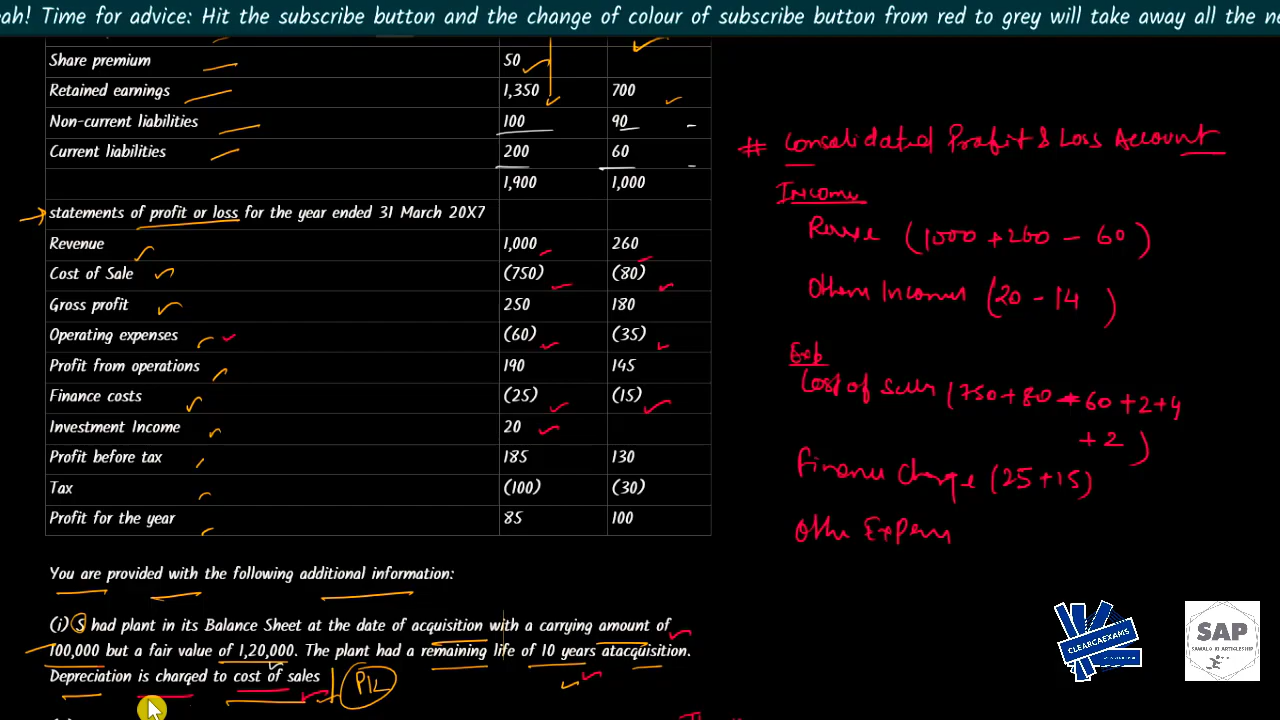 eah! Time for advice: Hit the subscribe button and the change of colour of subscribe button from red to grey will take away all the ne
Share premium 50
Retained earnings 1,350 700
Non-current liabilities 100 90
Current liabilities 200 60
1,900 1,000
statements of profit or loss for the year ended 31 March 20X7
Revenue 1,000 260
Cost of Sale (750) (80)
Gross profit 250 180
Operating expenses (60) (35)
Profit from operations 190 145
Finance costs (25) (15)
Investment Income 20
Profit before tax 185 130
Tax (100) (30)
Profit for the year 85 100
You are provided with the following additional information:
(i) S had plant in its Balance Sheet at the date of acquisition with a carrying amount of
100,000 but a fair value of 1,20,000. The plant had a remaining life of 10 years atacquisition.
Depreciation is charged to cost of sales P/L
# Consolidated Profit & Loss Account
Income
(1000 + 260 - 60)
Others Incomes (20 - 14)
Exp
Cost of (750 + 80 - 60 + 2 + 4
+ 2)
Finance Charge (25 + 15)
Other
CLEARCAEXAMS
SAP
SAWAAL KI ARTICLESHIP